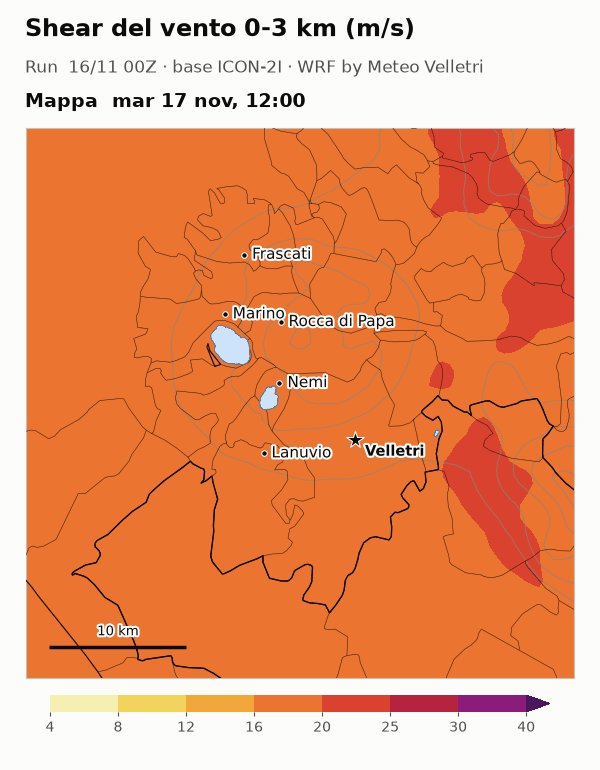 Shear del vento 0-3 km (m/s)
Run  16/11 00Z · base ICON-2I · WRF by Meteo Velletri
Mappa  mar 17 nov, 12:00
Frascati
Marino
Rocca di Papa
Nemi
Velletri
Lanuvio
10 km
4 8 12 16 20 25 30 40